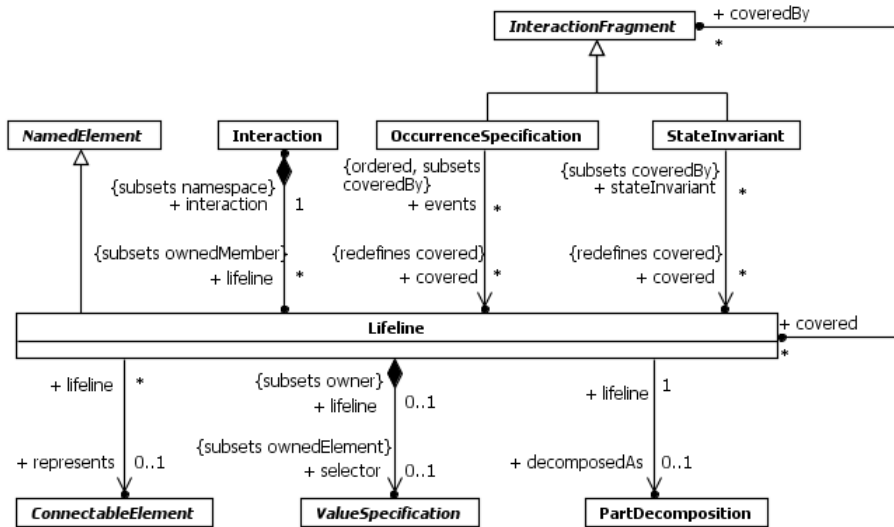 InteractionFragment
+ coveredBy
*
NamedElement
Interaction
OccurrenceSpecification
StateInvariant
{subsets namespace}
+ interaction
1
{ordered, subsets
coveredBy}
+ events
*
{subsets coveredBy}
+ stateInvariant
*
{subsets ownedMember}
+ lifeline
*
{redefines covered}
+ covered
*
{redefines covered}
+ covered
*
Lifeline
+ covered
*
+ lifeline
*
{subsets owner}
+ lifeline
0..1
+ lifeline
1
+ represents
0..1
{subsets ownedElement}
+ selector
0..1
+ decomposedAs
0..1
ConnectableElement
ValueSpecification
PartDecomposition